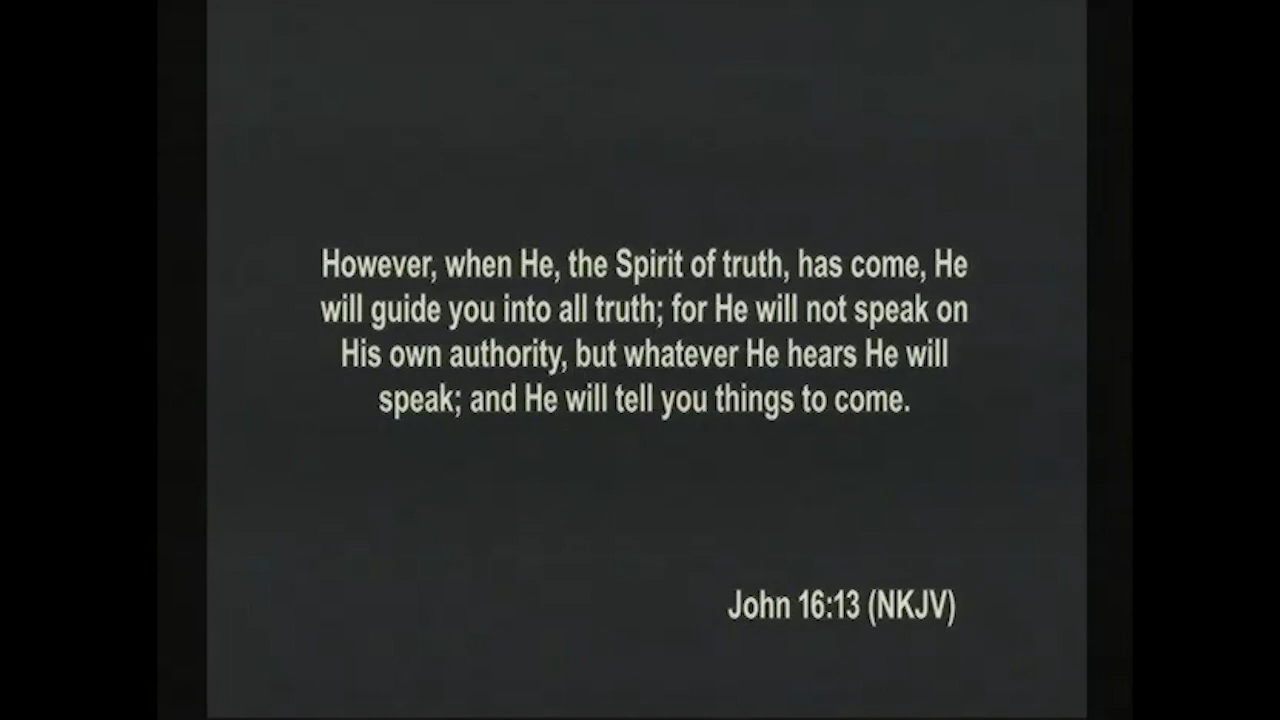 However, when He, the Spirit of truth, has come, He
will guide you into all truth; for He will not speak on
His own authority, but whatever He hears He will
speak; and He will tell you things to come.
John 16:13 (NKJV)